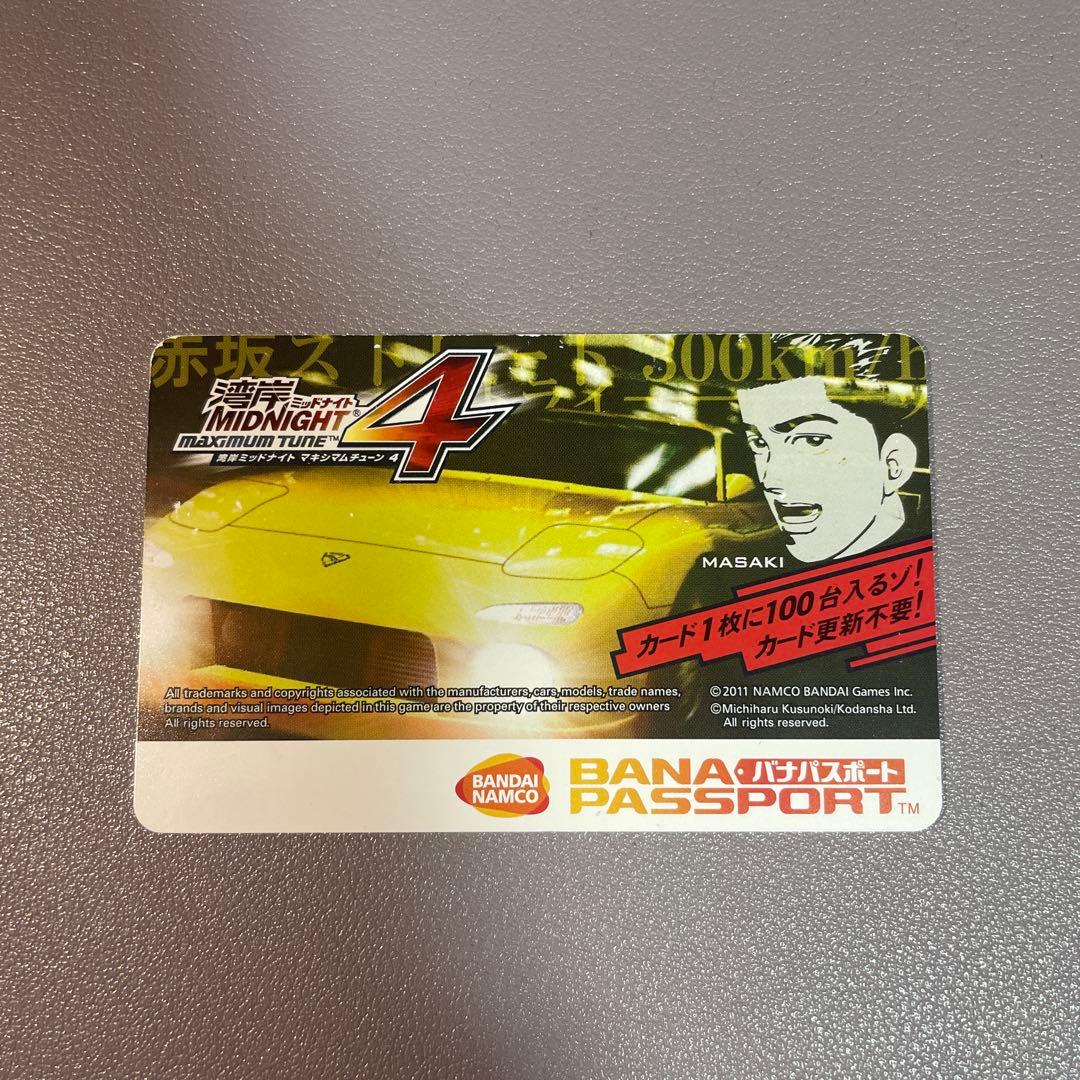 赤坂スト 300km/h
湾岸
ミッドナイト
MIDNIGHT®
MAXIMUM TUNE™
4
湾岸ミッドナイト マキシマムチューン 4
MASAKI
カード1枚に100台入るゾ!
カード更新不要!
All trademarks and copyrights associated with the manufacturers, cars, models, trade names,
brands and visual images depicted in this game are the property of their respective owners
All rights reserved.
©2011 NAMCO BANDAI Games Inc.
©Michiharu Kusunoki/Kodansha Ltd.
All rights reserved.
BANDAI
NAMCO
BANA・バナパスポート
PASSPORT™